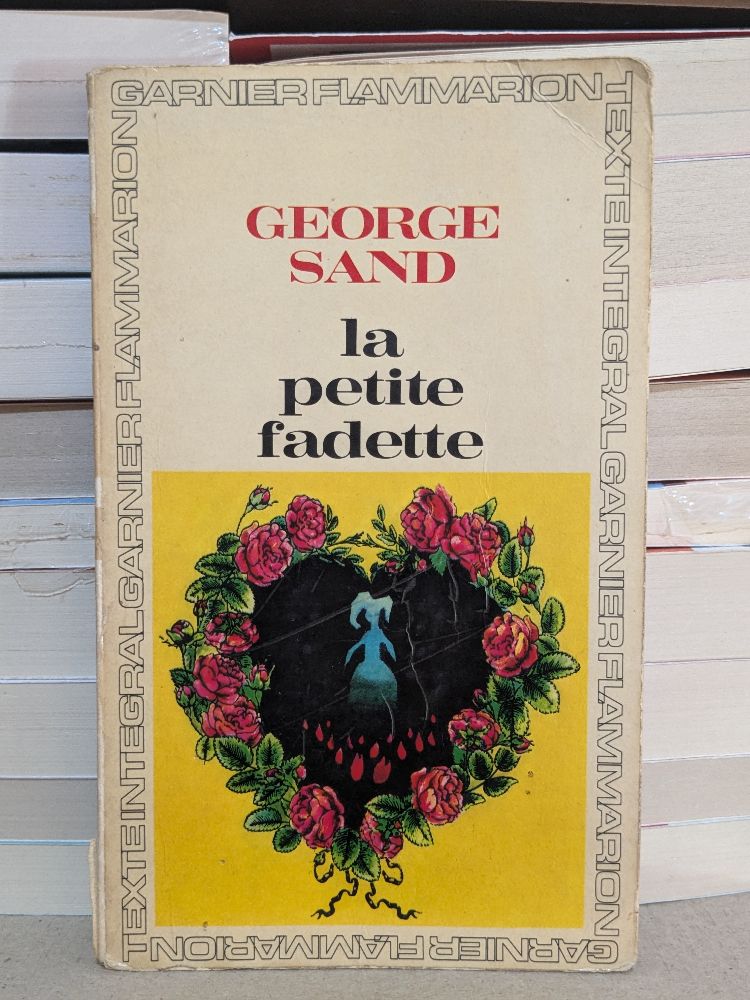 GARNIER FLAMMARION
TEXTE INTEGRAL GARNIER FLAMMARION
GEORGE
SAND
la
petite
fadette
TEXTE INTEGRAL GARNIER FLAMMARION
GARNIER FLAMMARION